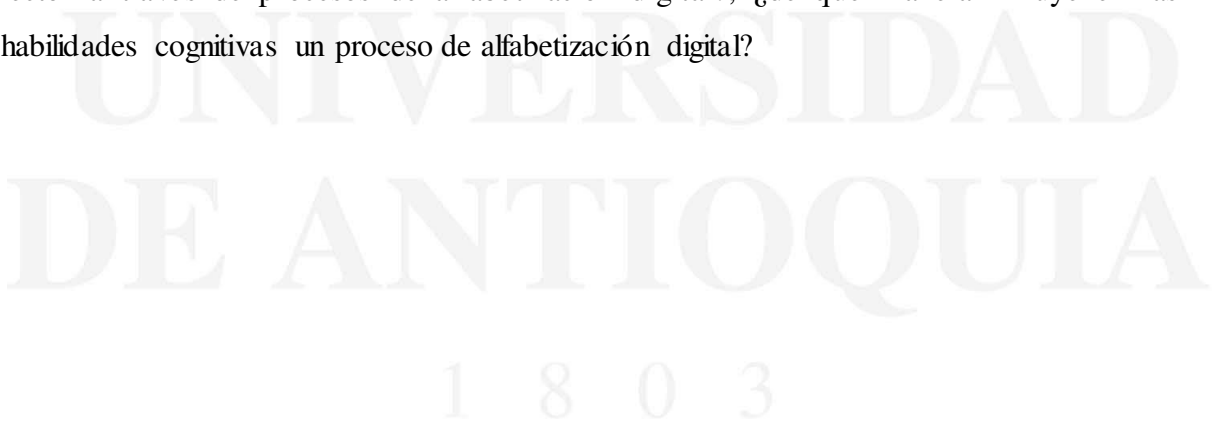 habilidades cognitivas un proceso de alfabetización digital?
UNIVERSIDAD
DE ANTIOQUIA
1 8 0 3